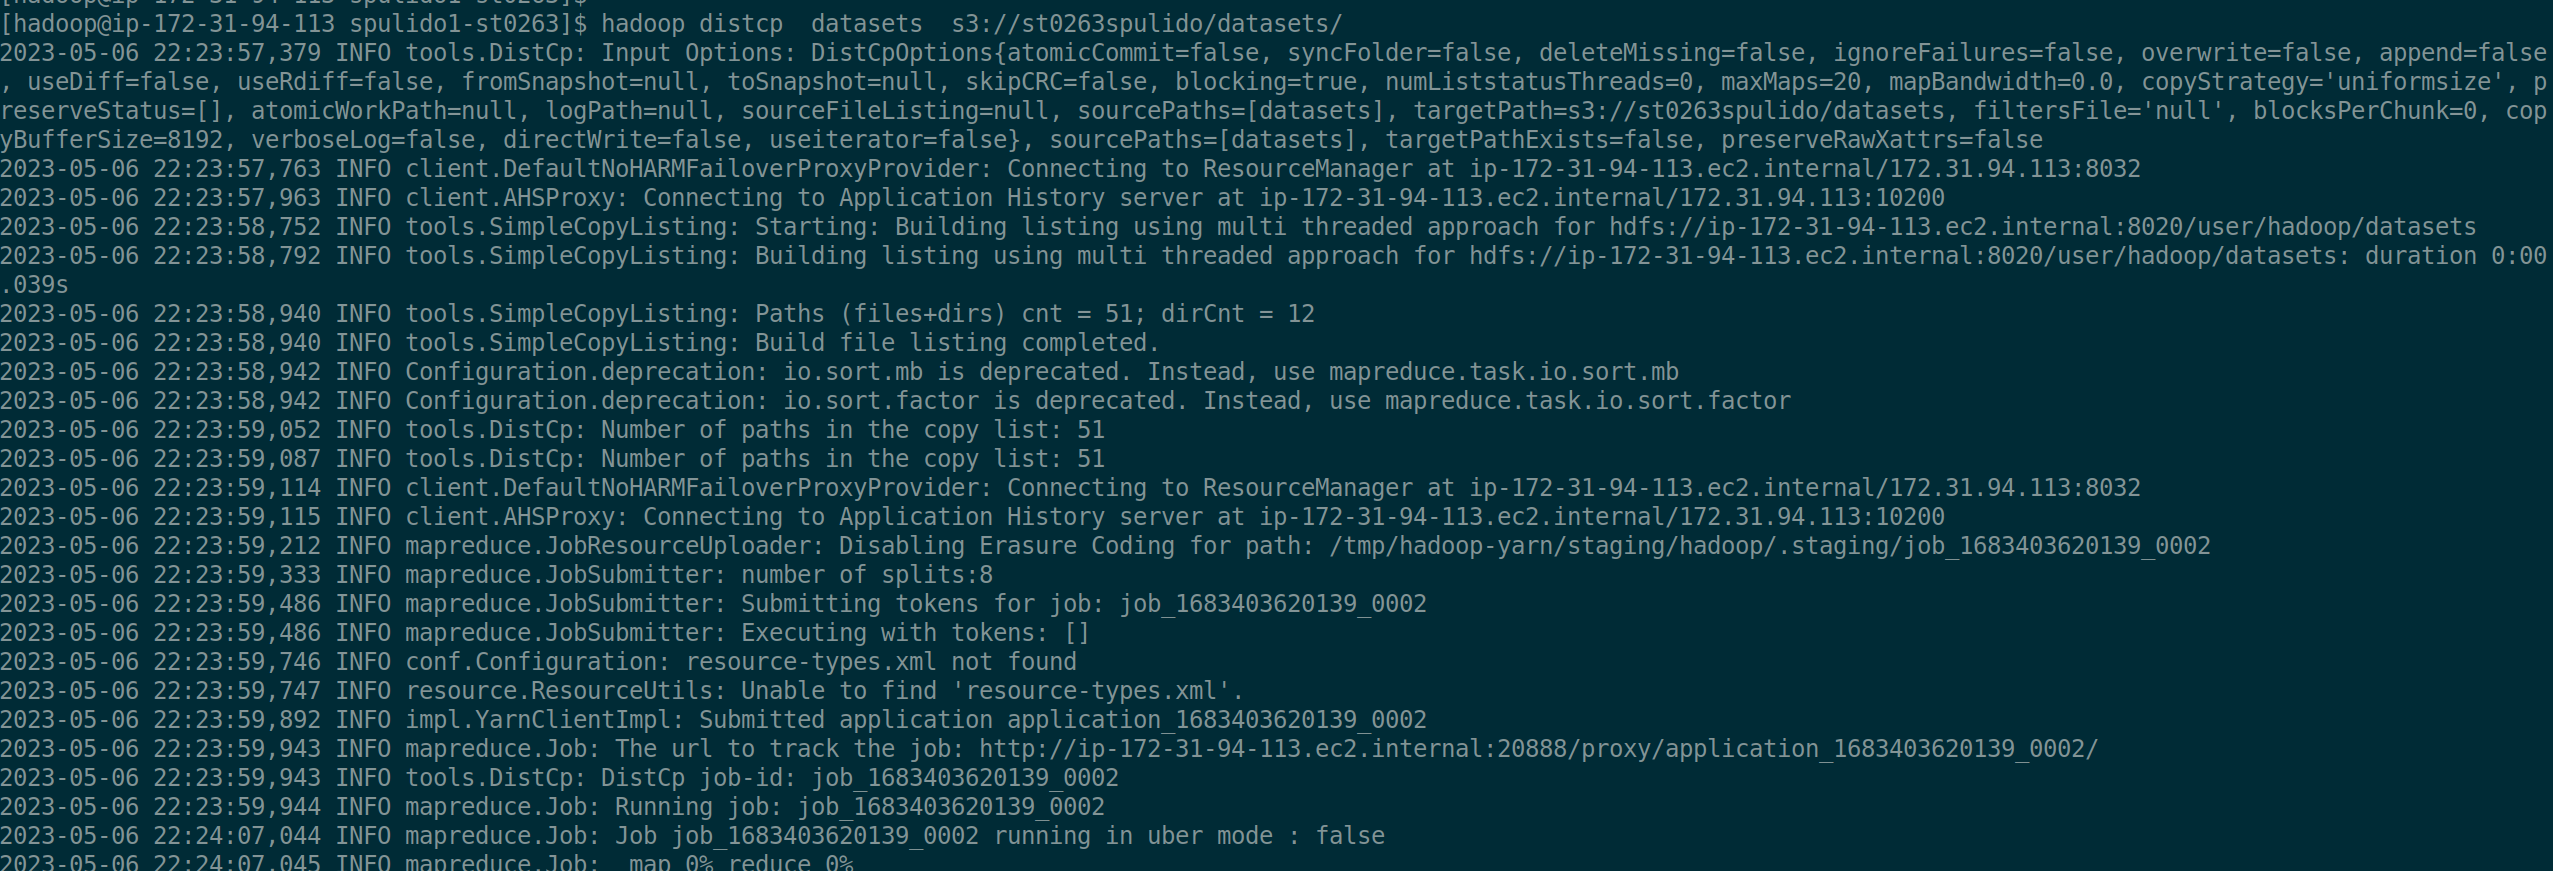 [hadoop@ip-172-31-94-113 spulido1-st0263]$
[hadoop@ip-172-31-94-113 spulido1-st0263]$ hadoop distcp  datasets  s3://st0263spulido/datasets/
2023-05-06 22:23:57,379 INFO tools.DistCp: Input Options: DistCpOptions{atomicCommit=false, syncFolder=false, deleteMissing=false, ignoreFailures=false, overwrite=false, append=false
, useDiff=false, useRdiff=false, fromSnapshot=null, toSnapshot=null, skipCRC=false, blocking=true, numListstatusThreads=0, maxMaps=20, mapBandwidth=0.0, copyStrategy='uniformsize', p
reserveStatus=[], atomicWorkPath=null, logPath=null, sourceFileListing=null, sourcePaths=[datasets], targetPath=s3://st0263spulido/datasets, filtersFile='null', blocksPerChunk=0, cop
yBufferSize=8192, verboseLog=false, directWrite=false, useiterator=false}, sourcePaths=[datasets], targetPathExists=false, preserveRawXattrs=false
2023-05-06 22:23:57,763 INFO client.DefaultNoHARMFailoverProxyProvider: Connecting to ResourceManager at ip-172-31-94-113.ec2.internal/172.31.94.113:8032
2023-05-06 22:23:57,963 INFO client.AHSProxy: Connecting to Application History server at ip-172-31-94-113.ec2.internal/172.31.94.113:10200
2023-05-06 22:23:58,752 INFO tools.SimpleCopyListing: Starting: Building listing using multi threaded approach for hdfs://ip-172-31-94-113.ec2.internal:8020/user/hadoop/datasets
2023-05-06 22:23:58,792 INFO tools.SimpleCopyListing: Building listing using multi threaded approach for hdfs://ip-172-31-94-113.ec2.internal:8020/user/hadoop/datasets: duration 0:00
.039s
2023-05-06 22:23:58,940 INFO tools.SimpleCopyListing: Paths (files+dirs) cnt = 51; dirCnt = 12
2023-05-06 22:23:58,940 INFO tools.SimpleCopyListing: Build file listing completed.
2023-05-06 22:23:58,942 INFO Configuration.deprecation: io.sort.mb is deprecated. Instead, use mapreduce.task.io.sort.mb
2023-05-06 22:23:58,942 INFO Configuration.deprecation: io.sort.factor is deprecated. Instead, use mapreduce.task.io.sort.factor
2023-05-06 22:23:59,052 INFO tools.DistCp: Number of paths in the copy list: 51
2023-05-06 22:23:59,087 INFO tools.DistCp: Number of paths in the copy list: 51
2023-05-06 22:23:59,114 INFO client.DefaultNoHARMFailoverProxyProvider: Connecting to ResourceManager at ip-172-31-94-113.ec2.internal/172.31.94.113:8032
2023-05-06 22:23:59,115 INFO client.AHSProxy: Connecting to Application History server at ip-172-31-94-113.ec2.internal/172.31.94.113:10200
2023-05-06 22:23:59,212 INFO mapreduce.JobResourceUploader: Disabling Erasure Coding for path: /tmp/hadoop-yarn/staging/hadoop/.staging/job_1683403620139_0002
2023-05-06 22:23:59,333 INFO mapreduce.JobSubmitter: number of splits:8
2023-05-06 22:23:59,486 INFO mapreduce.JobSubmitter: Submitting tokens for job: job_1683403620139_0002
2023-05-06 22:23:59,486 INFO mapreduce.JobSubmitter: Executing with tokens: []
2023-05-06 22:23:59,746 INFO conf.Configuration: resource-types.xml not found
2023-05-06 22:23:59,747 INFO resource.ResourceUtils: Unable to find 'resource-types.xml'.
2023-05-06 22:23:59,892 INFO impl.YarnClientImpl: Submitted application application_1683403620139_0002
2023-05-06 22:23:59,943 INFO mapreduce.Job: The url to track the job: http://ip-172-31-94-113.ec2.internal:20888/proxy/application_1683403620139_0002/
2023-05-06 22:23:59,943 INFO tools.DistCp: DistCp job-id: job_1683403620139_0002
2023-05-06 22:23:59,944 INFO mapreduce.Job: Running job: job_1683403620139_0002
2023-05-06 22:24:07,044 INFO mapreduce.Job: Job job_1683403620139_0002 running in uber mode : false
2023-05-06 22:24:07,045 INFO mapreduce.Job:  map 0% reduce 0%